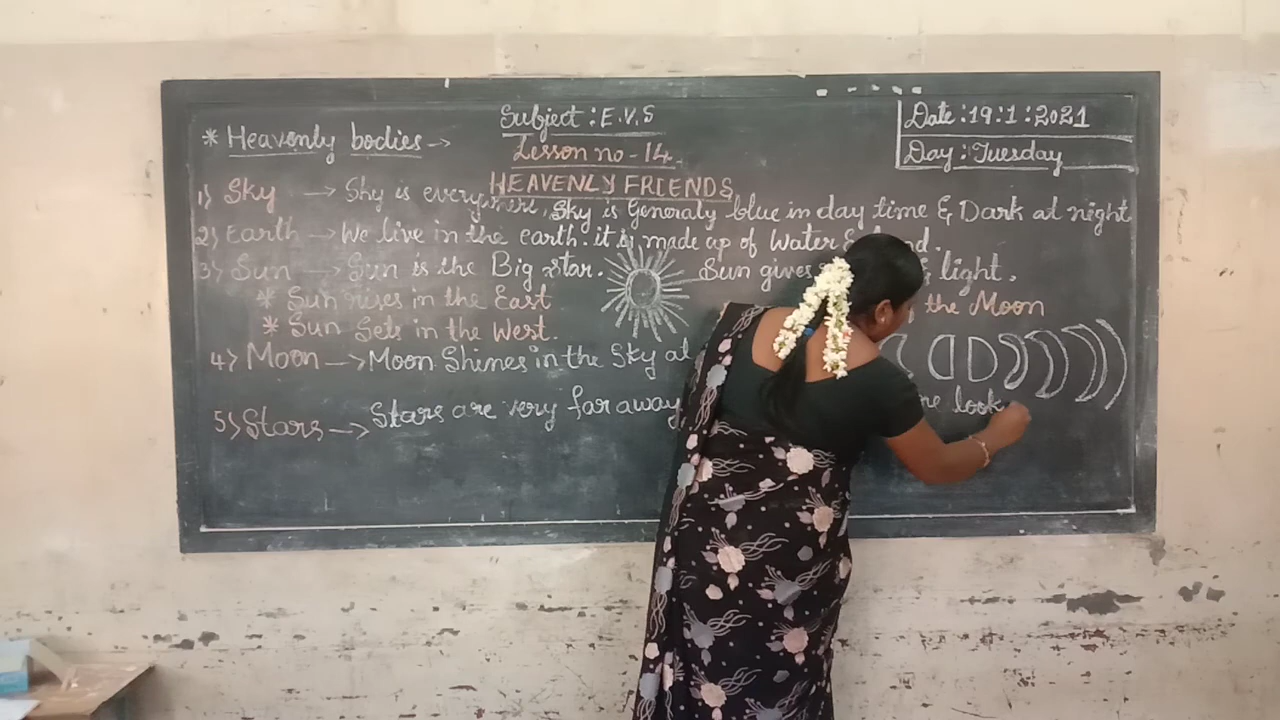 Subject : E.V.S
Date : 19 : 1 : 2021
* Heavenly bodies ->
Lesson no - 14.
Day : Tuesday
HEAVENLY FRIENDS
1) Sky -> Sky is everywhere, Sky is Generaly blue in day time & Dark at night
2) Earth -> We live in the earth. it is made up of Water &
3) Sun -> Sun is the Big star. Sun gives & light.
* Sun rises in the East
the Moon
* Sun Sets in the West.
4) Moon -> Moon Shines in the Sky at
5) Stars -> Stars are very far away look